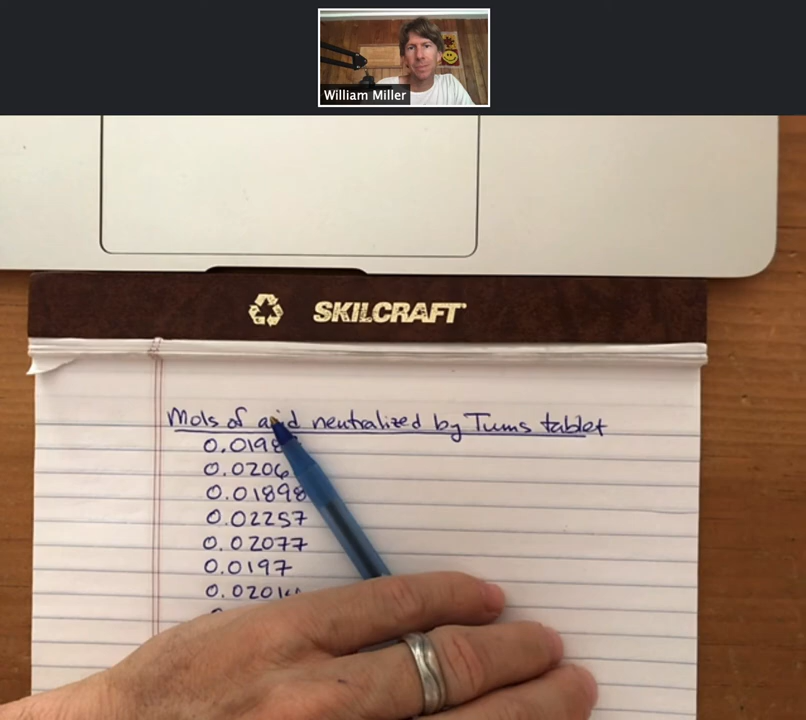 William Miller
SKILCRAFT
Mols of acid neutralized by Tums tablet
0.01898
0.02257
0.02077
0.0197